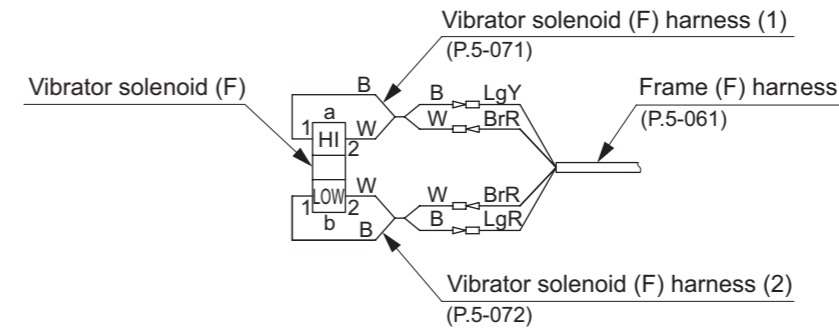 Vibrator solenoid (F) harness (1)
(P.5-071)
Vibrator solenoid (F)
Frame (F) harness
(P.5-061)
B
B
LgY
a
1
HI
2
W
W
BrR
LOW
W
W
BrR
1
2
b
B
B
LgR
Vibrator solenoid (F) harness (2)
(P.5-072)